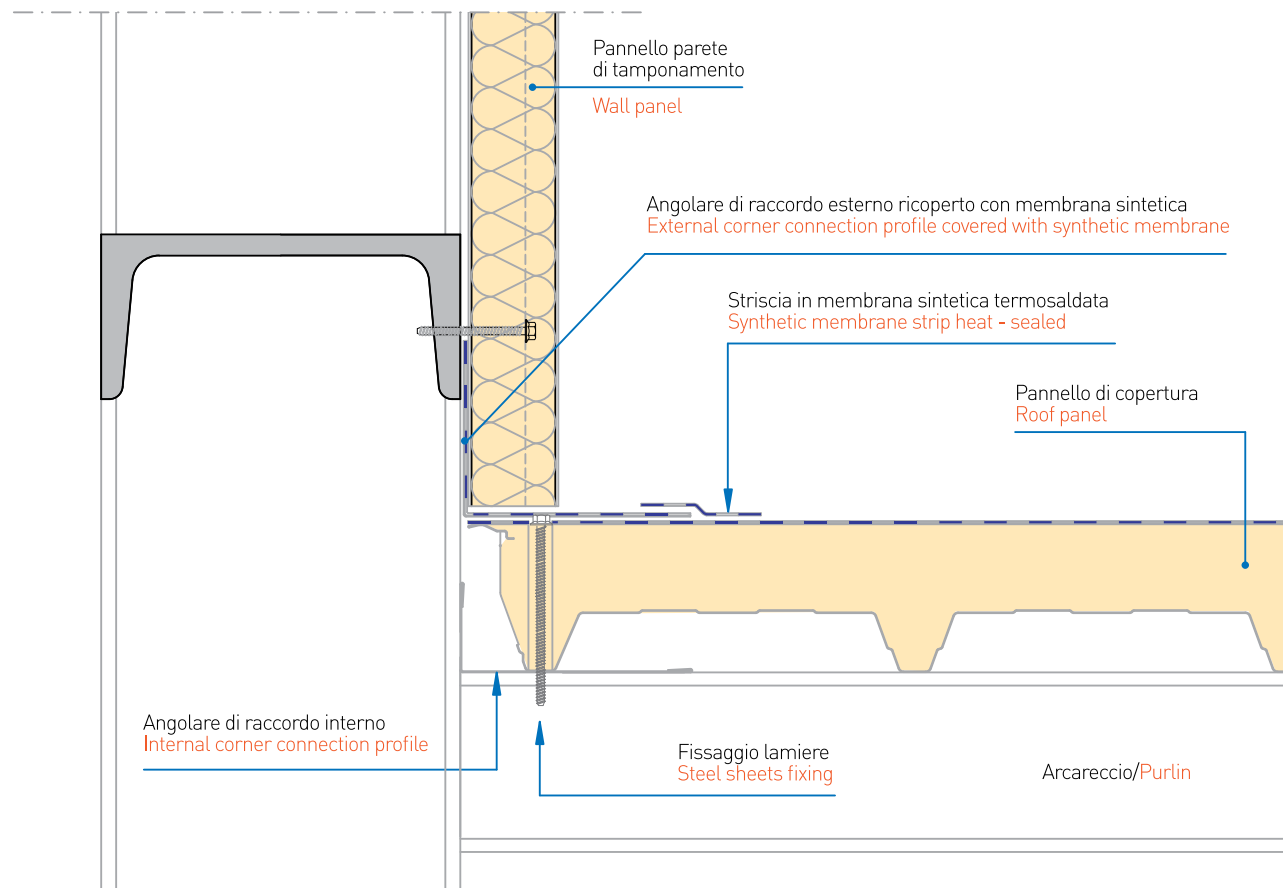 Pannello parete
di tamponamento
Wall panel
Angolare di raccordo esterno ricoperto con membrana sintetica
External corner connection profile covered with synthetic membrane
Striscia in membrana sintetica termosaldata
Synthetic membrane strip heat - sealed
Pannello di copertura
Roof panel
Angolare di raccordo interno
Internal corner connection profile
Fissaggio lamiere
Steel sheets fixing
Arcareccio/Purlin